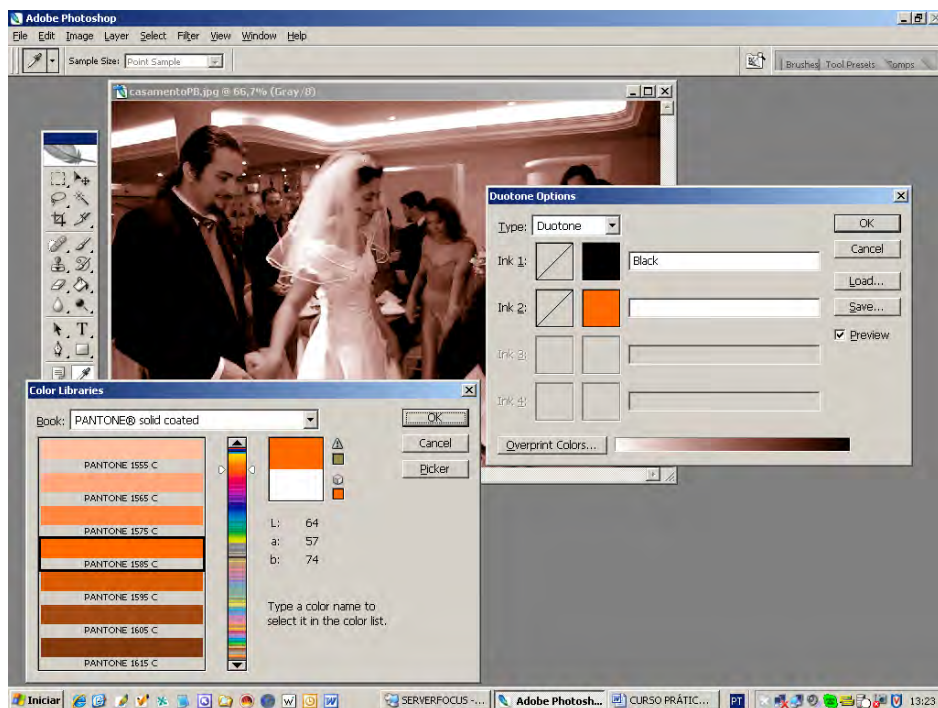 Adobe Photoshop
File Edit Image Layer Select Filter View Window Help
Sample Size: Point Sample
Brushes Tool Presets Comps
casamentoPB.jpg @ 66,7% (Gray/8)
Duotone Options
Type: Duotone
OK
Ink 1: Black
Cancel
Load...
Ink 2:
Save...
Preview
Ink 3:
Ink 4:
Overprint Colors...
Color Libraries
Book: PANTONE® solid coated
OK
Cancel
Picker
PANTONE 1555 C
PANTONE 1565 C
PANTONE 1575 C
PANTONE 1585 C
PANTONE 1595 C
PANTONE 1605 C
PANTONE 1615 C
L: 64
a: 57
b: 74
Type a color name to
select it in the color list.
Iniciar
SERVERFOCUS -...
Adobe Photosh...
CURSO PRÁTIC...
PT
13:23